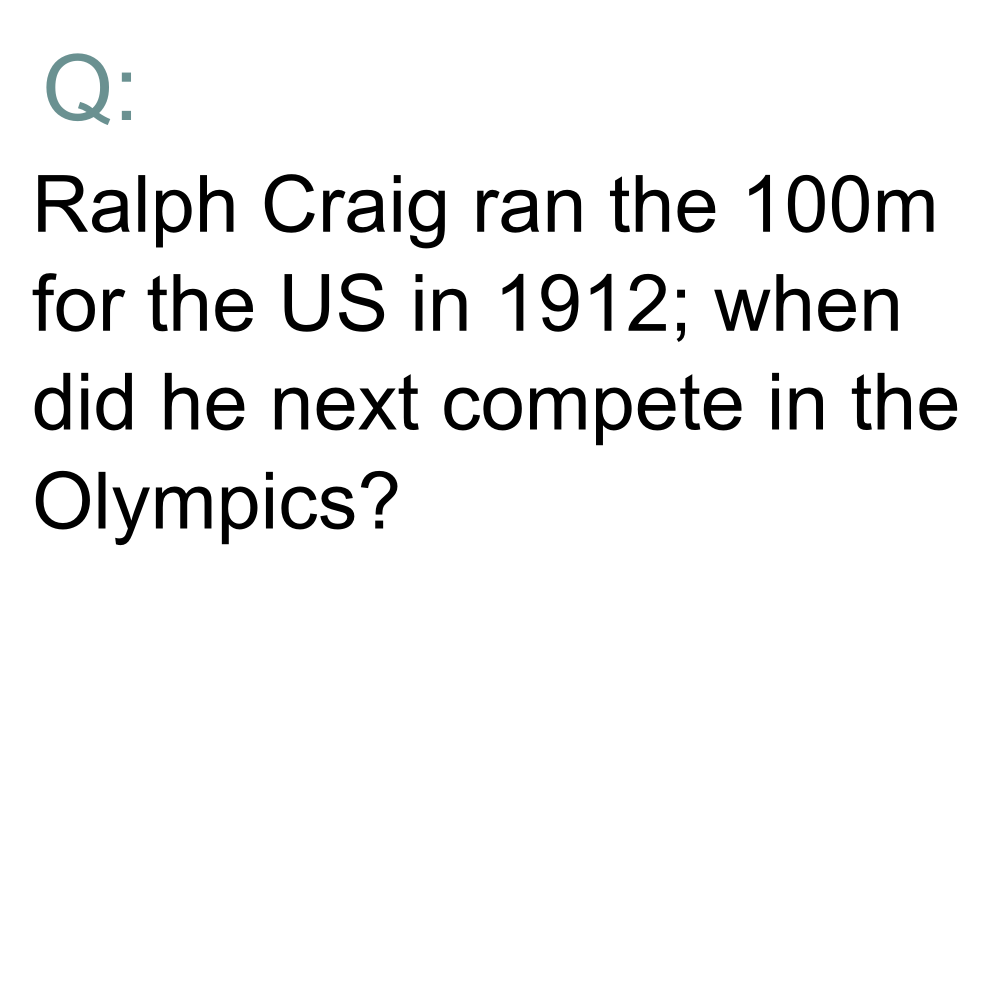 Q:
Ralph Craig ran the 100m
for the US in 1912; when
did he next compete in the
Olympics?